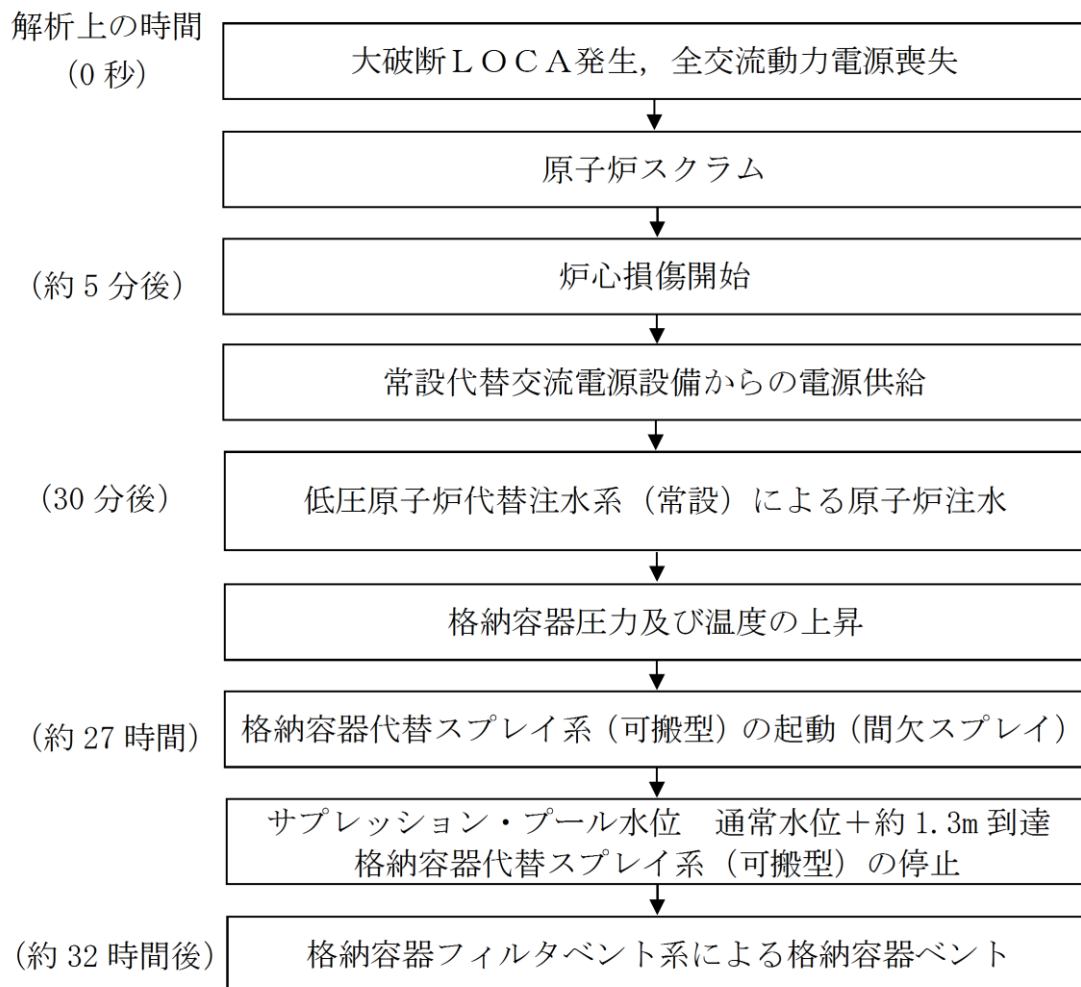 解析上の時間
(0 秒)
大破断ＬＯＣＡ発生，全交流動力電源喪失
原子炉スクラム
(約 5 分後)
炉心損傷開始
常設代替交流電源設備からの電源供給
(30 分後)
低圧原子炉代替注水系（常設）による原子炉注水
格納容器圧力及び温度の上昇
(約 27 時間)
格納容器代替スプレイ系（可搬型）の起動（間欠スプレイ）
サプレッション・プール水位　通常水位＋約 1.3m 到達
格納容器代替スプレイ系（可搬型）の停止
(約 32 時間後)
格納容器フィルタベント系による格納容器ベント